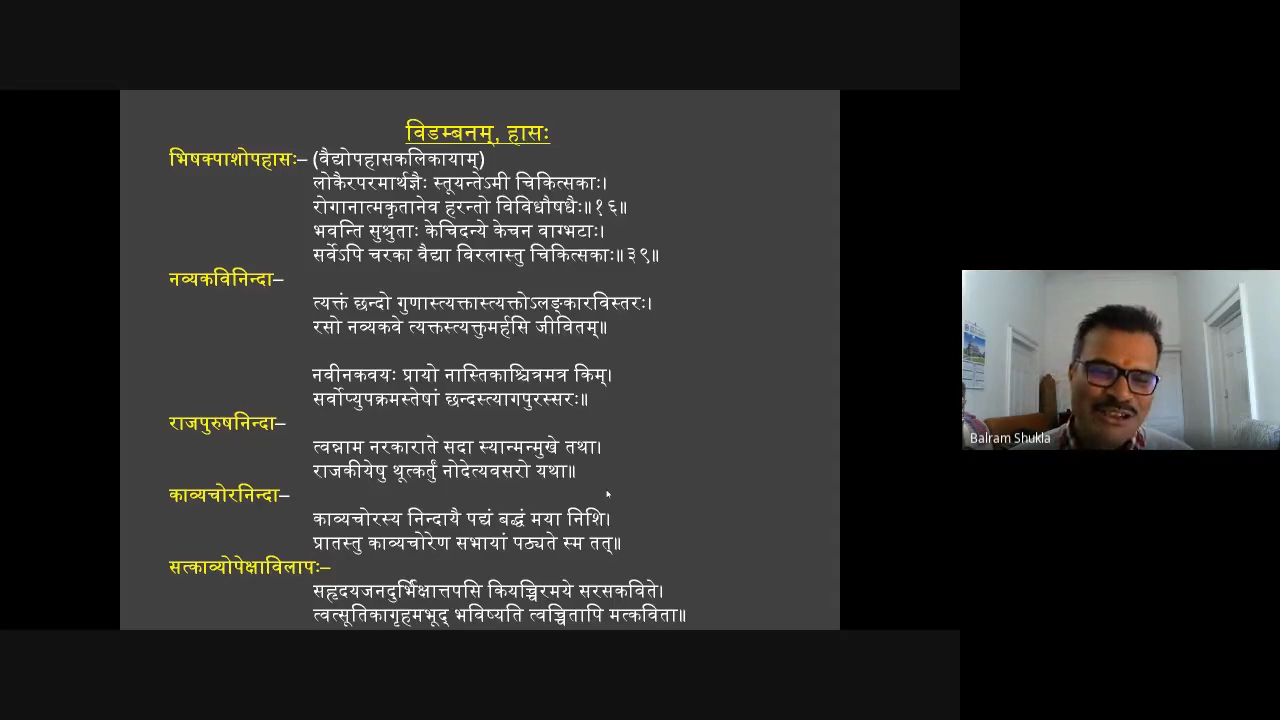 विडम्बनम्, हासः
भिषक्पाशोपहासः– (वैद्योपहासकलिकायाम्)
लोकैरपरमार्थज्ञैः स्तूयन्तेऽमी चिकित्सकाः।
रोगानात्मकृतानेव हरन्तो विविधौषधैः॥१६॥
भवन्ति सुश्रुताः केचिदन्ये केचन वाग्भटाः।
सर्वेऽपि चरका वैद्या विरलास्तु चिकित्सकाः॥३९॥
नव्यकविनिन्दा–
त्यक्तं छन्दो गुणास्त्यक्तास्त्यक्तोऽलङ्कारविस्तरः।
रसो नव्यकवे त्यक्तस्त्यक्तुमर्हसि जीवितम्॥
नवीनकवयः प्रायो नास्तिकाश्चित्रमत्र किम्।
सर्वोप्युपक्रमस्तेषां छन्दस्त्यागपुरस्सरः॥
राजपुरुषनिन्दा–
त्वन्नाम नरकाराते सदा स्यान्मन्मुखे तथा।
राजकीयेषु थूत्कर्तुं नोदेत्यवसरो यथा॥
काव्यचोरनिन्दा–
काव्यचोरस्य निन्दायै पद्यं बद्धं मया निशि।
प्रातस्तु काव्यचोरेण सभायां पठ्यते स्म तत्॥
सत्काव्योपेक्षाविलापः–
सहृदयजनदुर्भिक्षात्तपसि कियच्चिरमये सरसकविते।
त्वत्सूतिकागृहमभूद् भविष्यति त्वच्चितापि मत्कविता॥
Balram Shukla